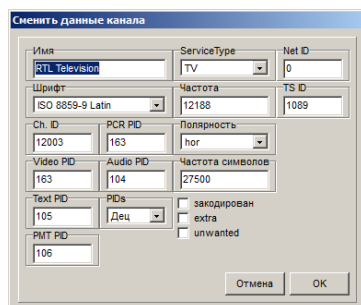 Сменить данные канала
Имя ServiceType Net ID
RTL Television TV 0
Шрифт Частота TS ID
ISO 8859-9 Latin 12188 1089
Ch. ID PCR PID Полярность
12003 163 hor
Video PID Audio PID Частота символов
163 104 27500
Text PID PIDs закодирован
105 Дец extra
unwanted
PMT PID
106
Отмена OK